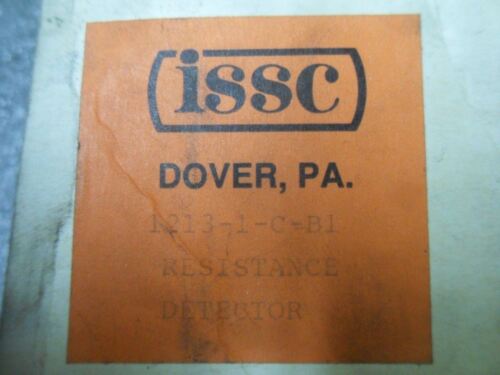 issc
DOVER, PA.
1213-1-C-B1
RESISTANCE
DETECTOR